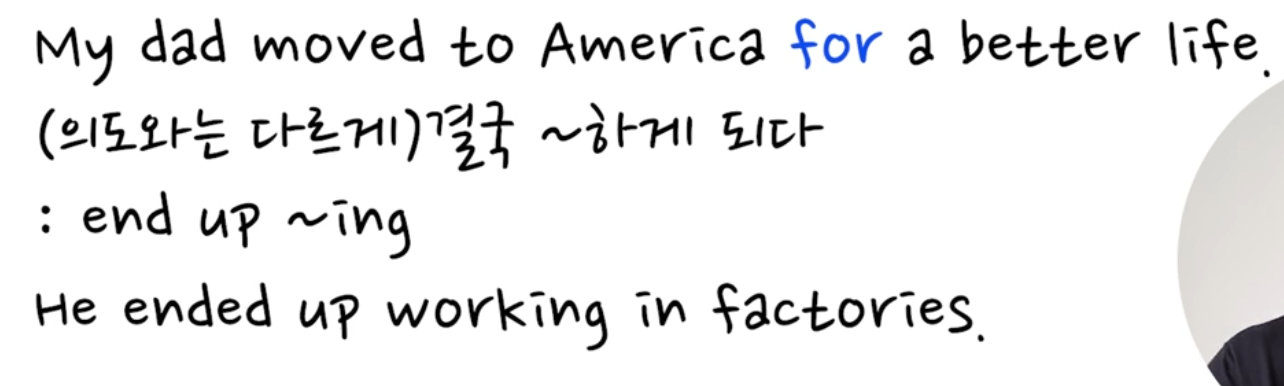 My dad moved to America for a better life.
(의도와는 다르게)결국 ~하게 되다
: end up ~ing
He ended up working in factories.